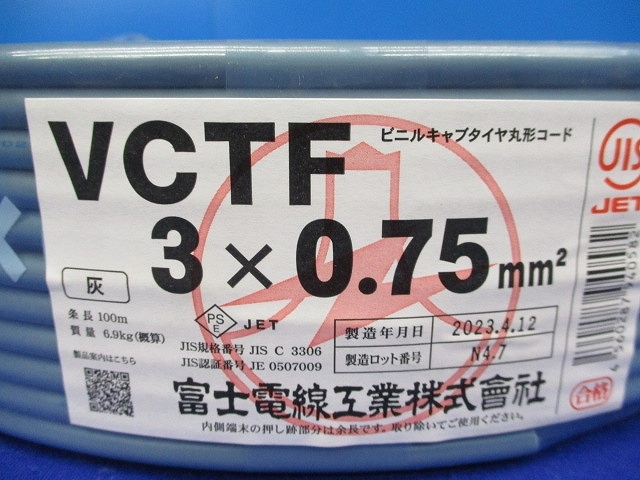 VCTF
ビニルキャブタイヤ丸形コード
3×0.75mm²
JIS
JET
灰
条長 100m
質量 6.9kg(概算)
製品案内はこちら
PS
E
JET
JIS規格番号 JIS C 3306
JIS認証番号 JE 0507009
製造年月日 2023.4.12
製造ロット番号 N4.7
富士電線工業株式會社
内側端末の押し跡部分は余長です。取り除いてご使用ください。
合格